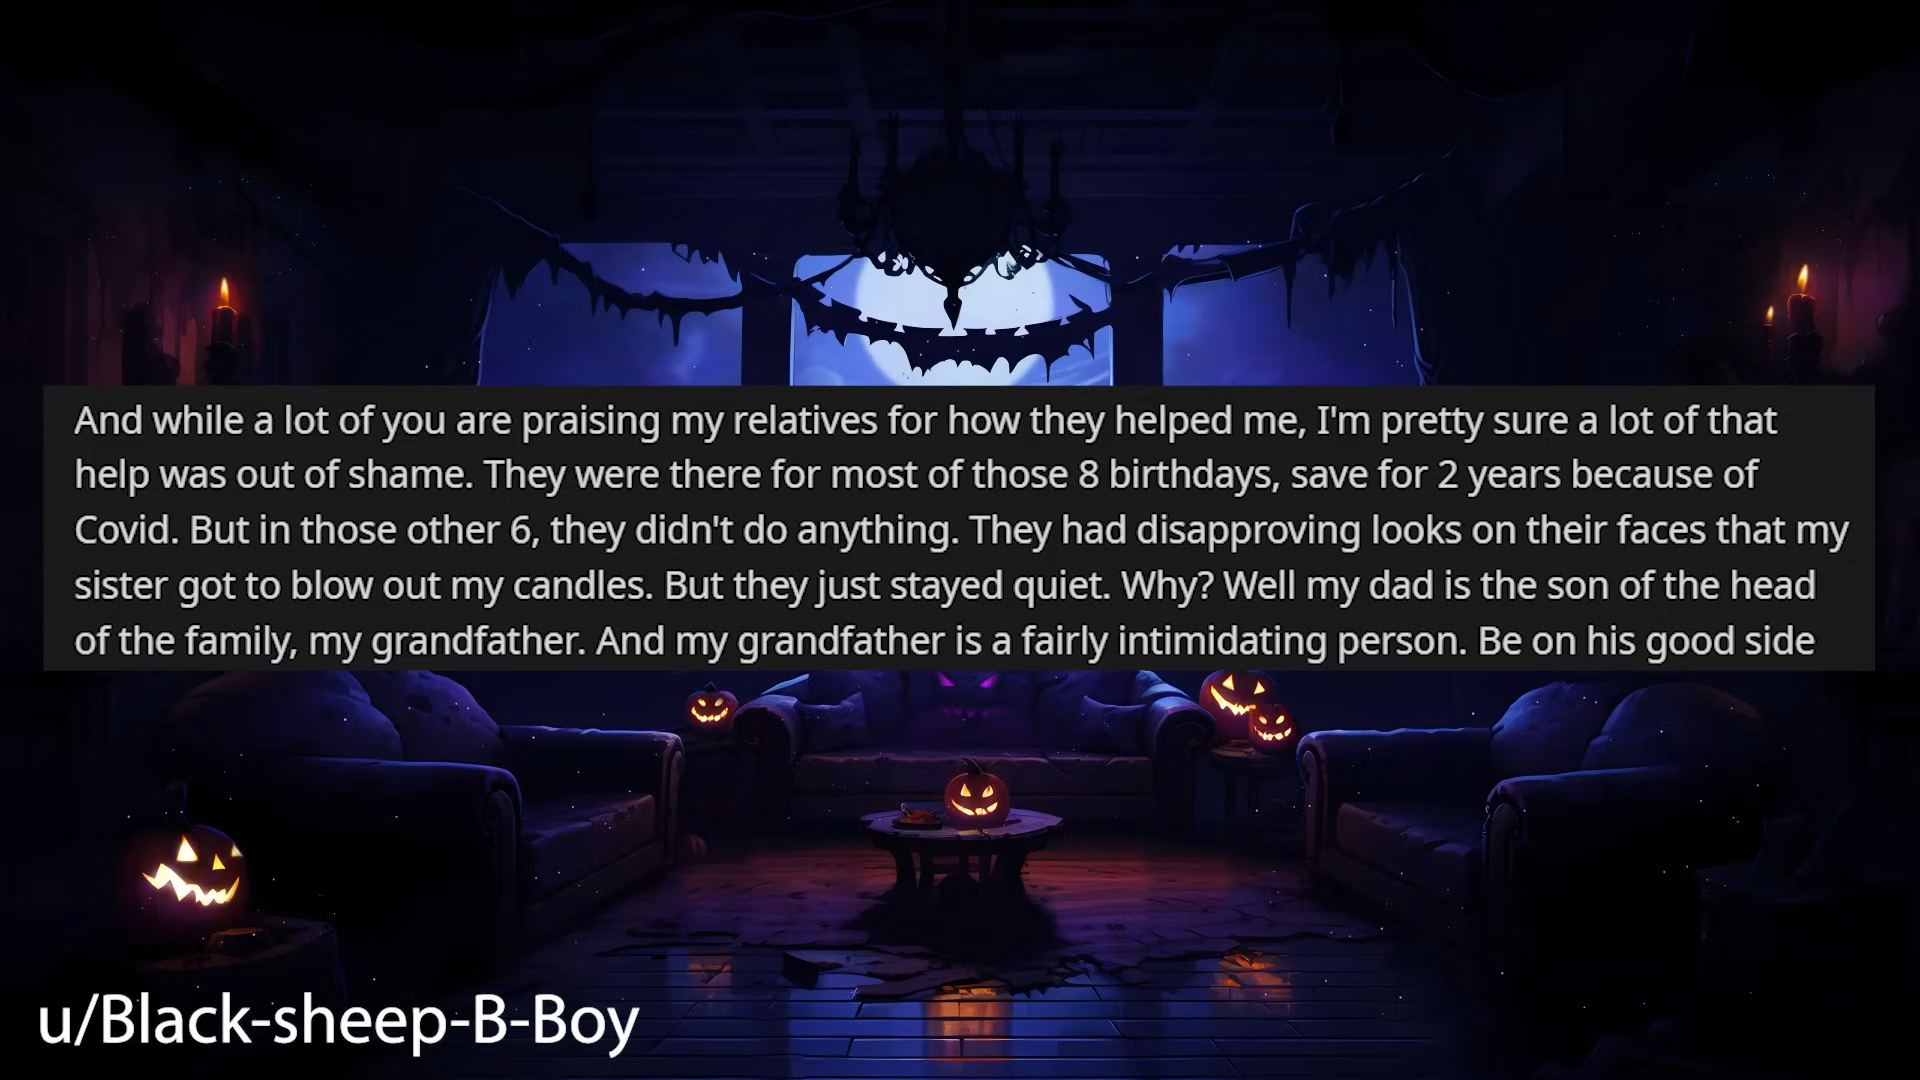 And while a lot of you are praising my relatives for how they helped me, I'm pretty sure a lot of that
help was out of shame. They were there for most of those 8 birthdays, save for 2 years because of
Covid. But in those other 6, they didn't do anything. They had disapproving looks on their faces that my
sister got to blow out my candles. But they just stayed quiet. Why? Well my dad is the son of the head
of the family, my grandfather. And my grandfather is a fairly intimidating person. Be on his good side
u/Black-sheep-B-Boy